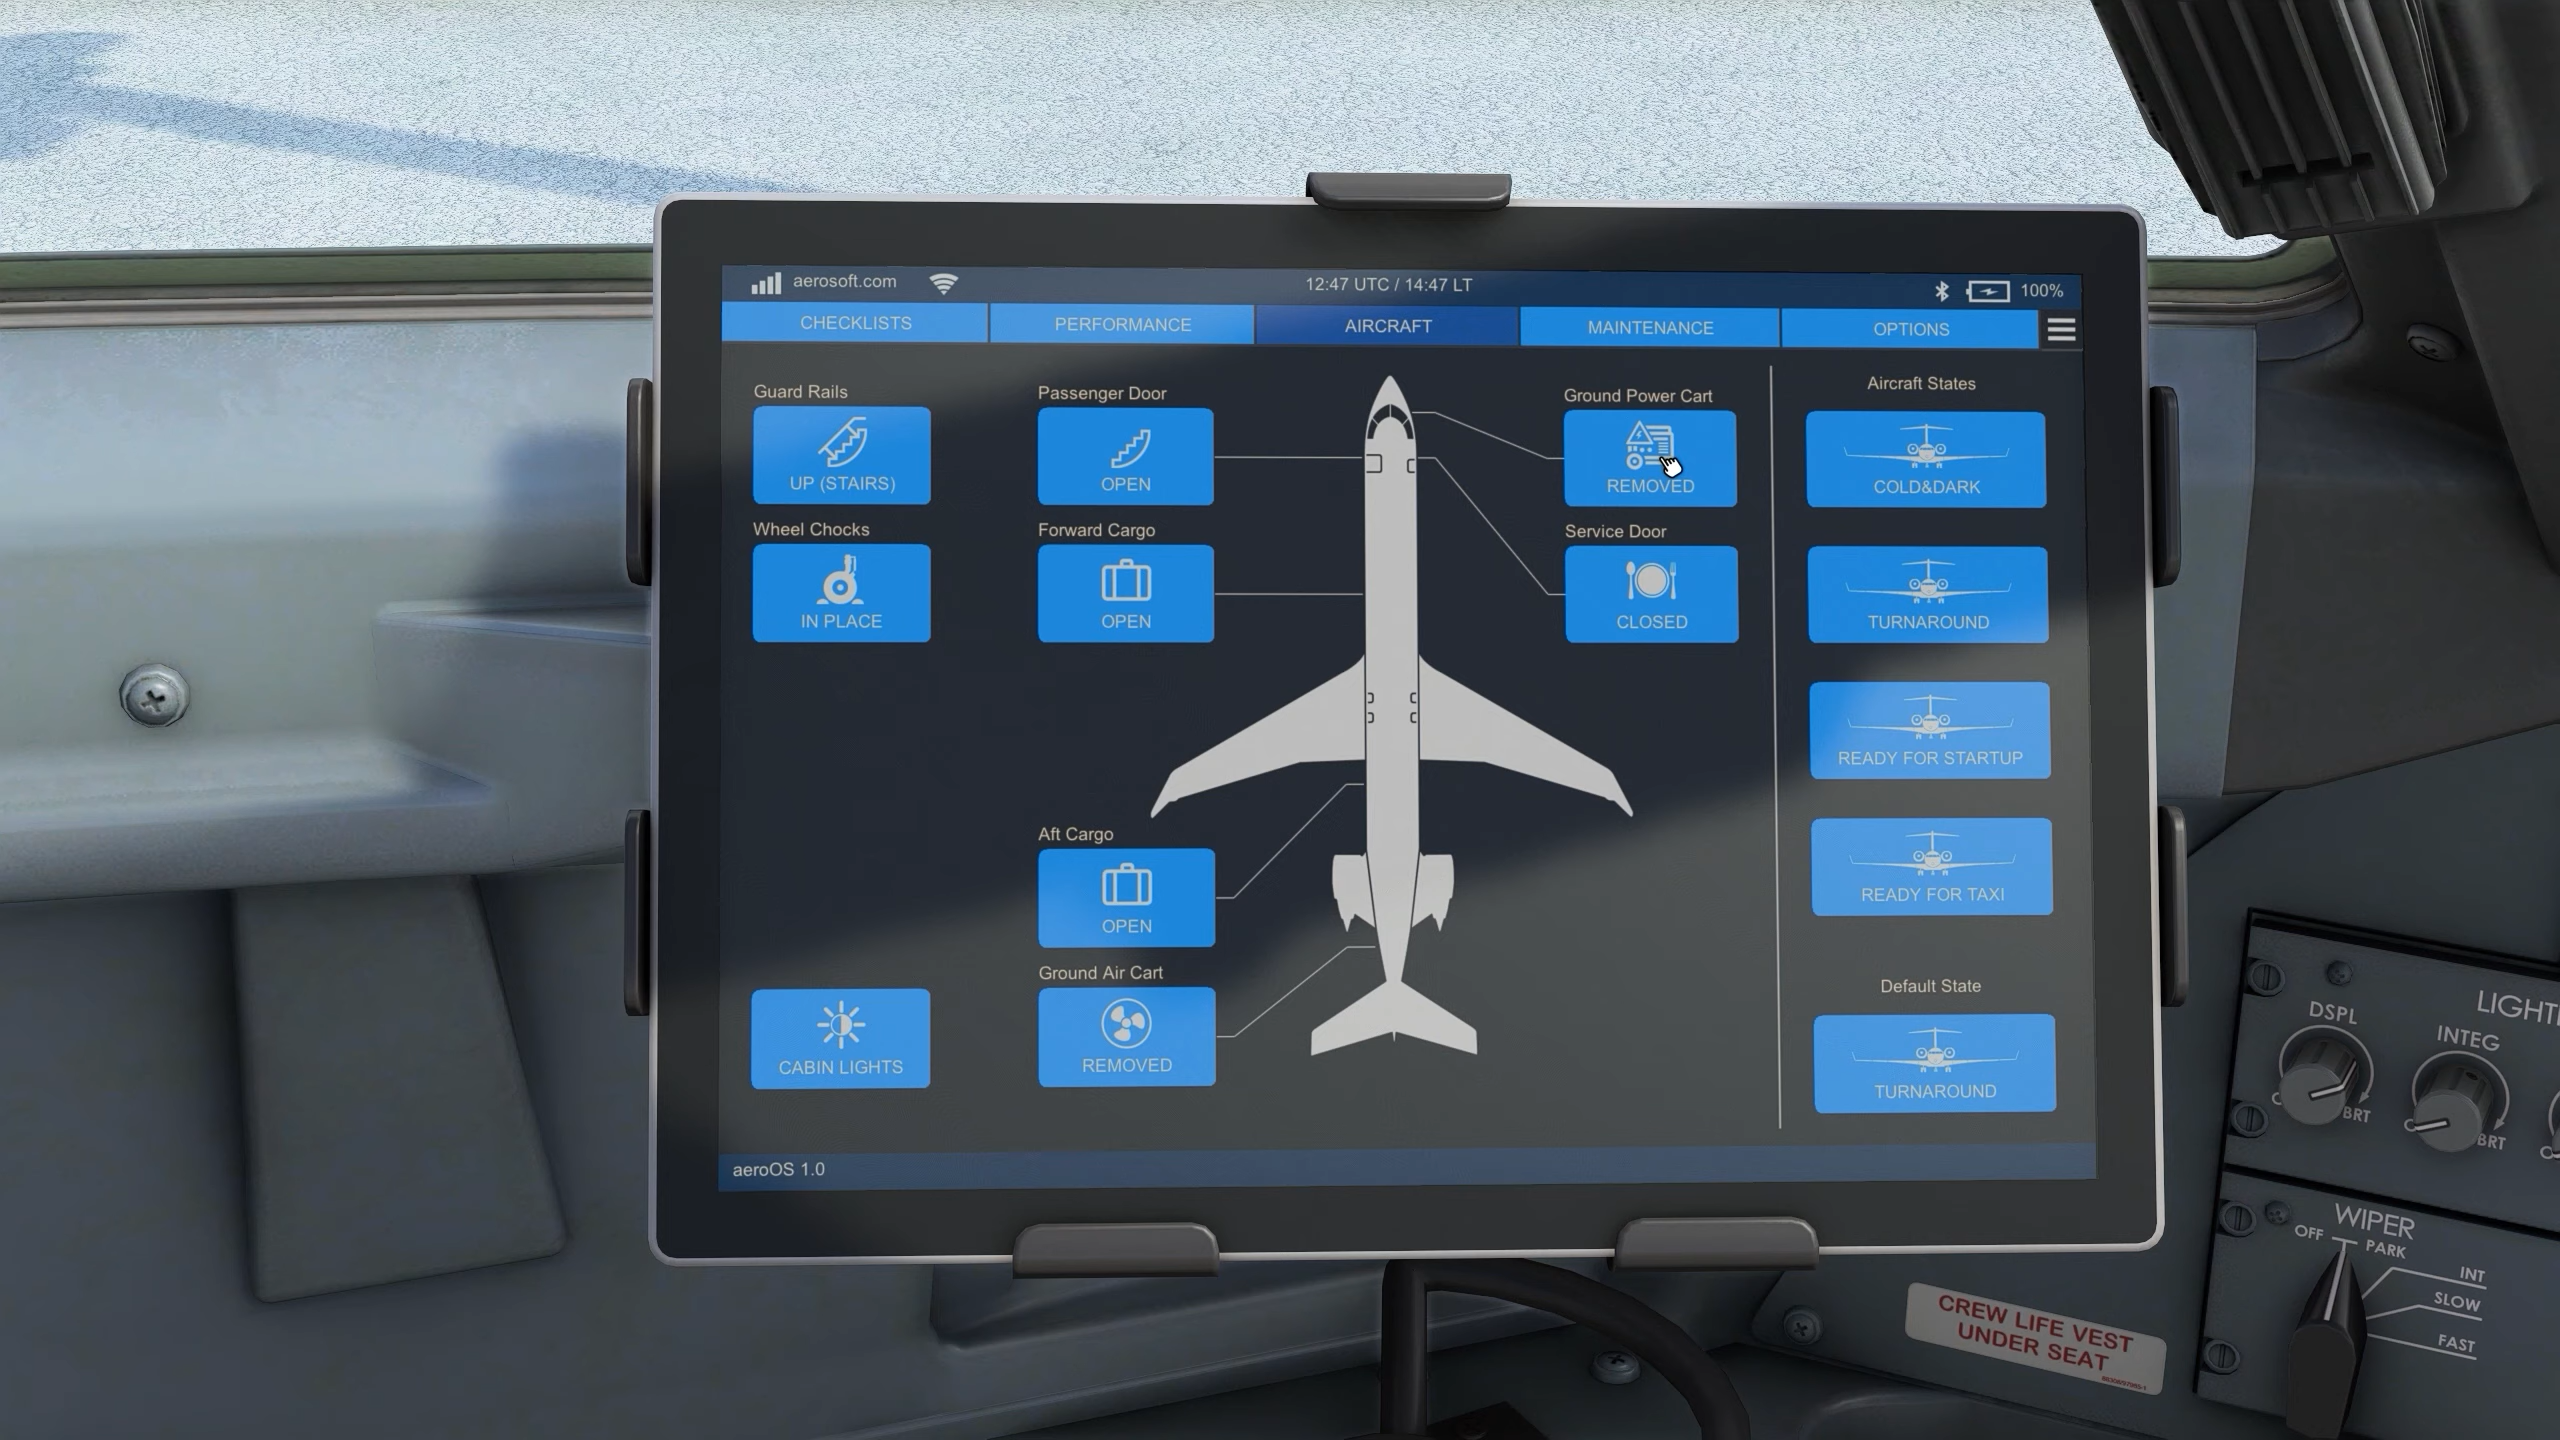 aerosoft.com
12:47 UTC / 14:47 LT
100%
CHECKLISTS
PERFORMANCE
AIRCRAFT
MAINTENANCE
OPTIONS
Guard Rails
UP (STAIRS)
Passenger Door
OPEN
Ground Power Cart
REMOVED
Aircraft States
COLD&DARK
Wheel Chocks
IN PLACE
Forward Cargo
OPEN
Service Door
CLOSED
TURNAROUND
READY FOR STARTUP
Aft Cargo
OPEN
READY FOR TAXI
Ground Air Cart
REMOVED
CABIN LIGHTS
Default State
TURNAROUND
aeroOS 1.0
DSPL
BRT
INTEG
BRT
WIPER
OFF
PARK
INT
SLOW
FAST
CREW LIFE VEST
UNDER SEAT